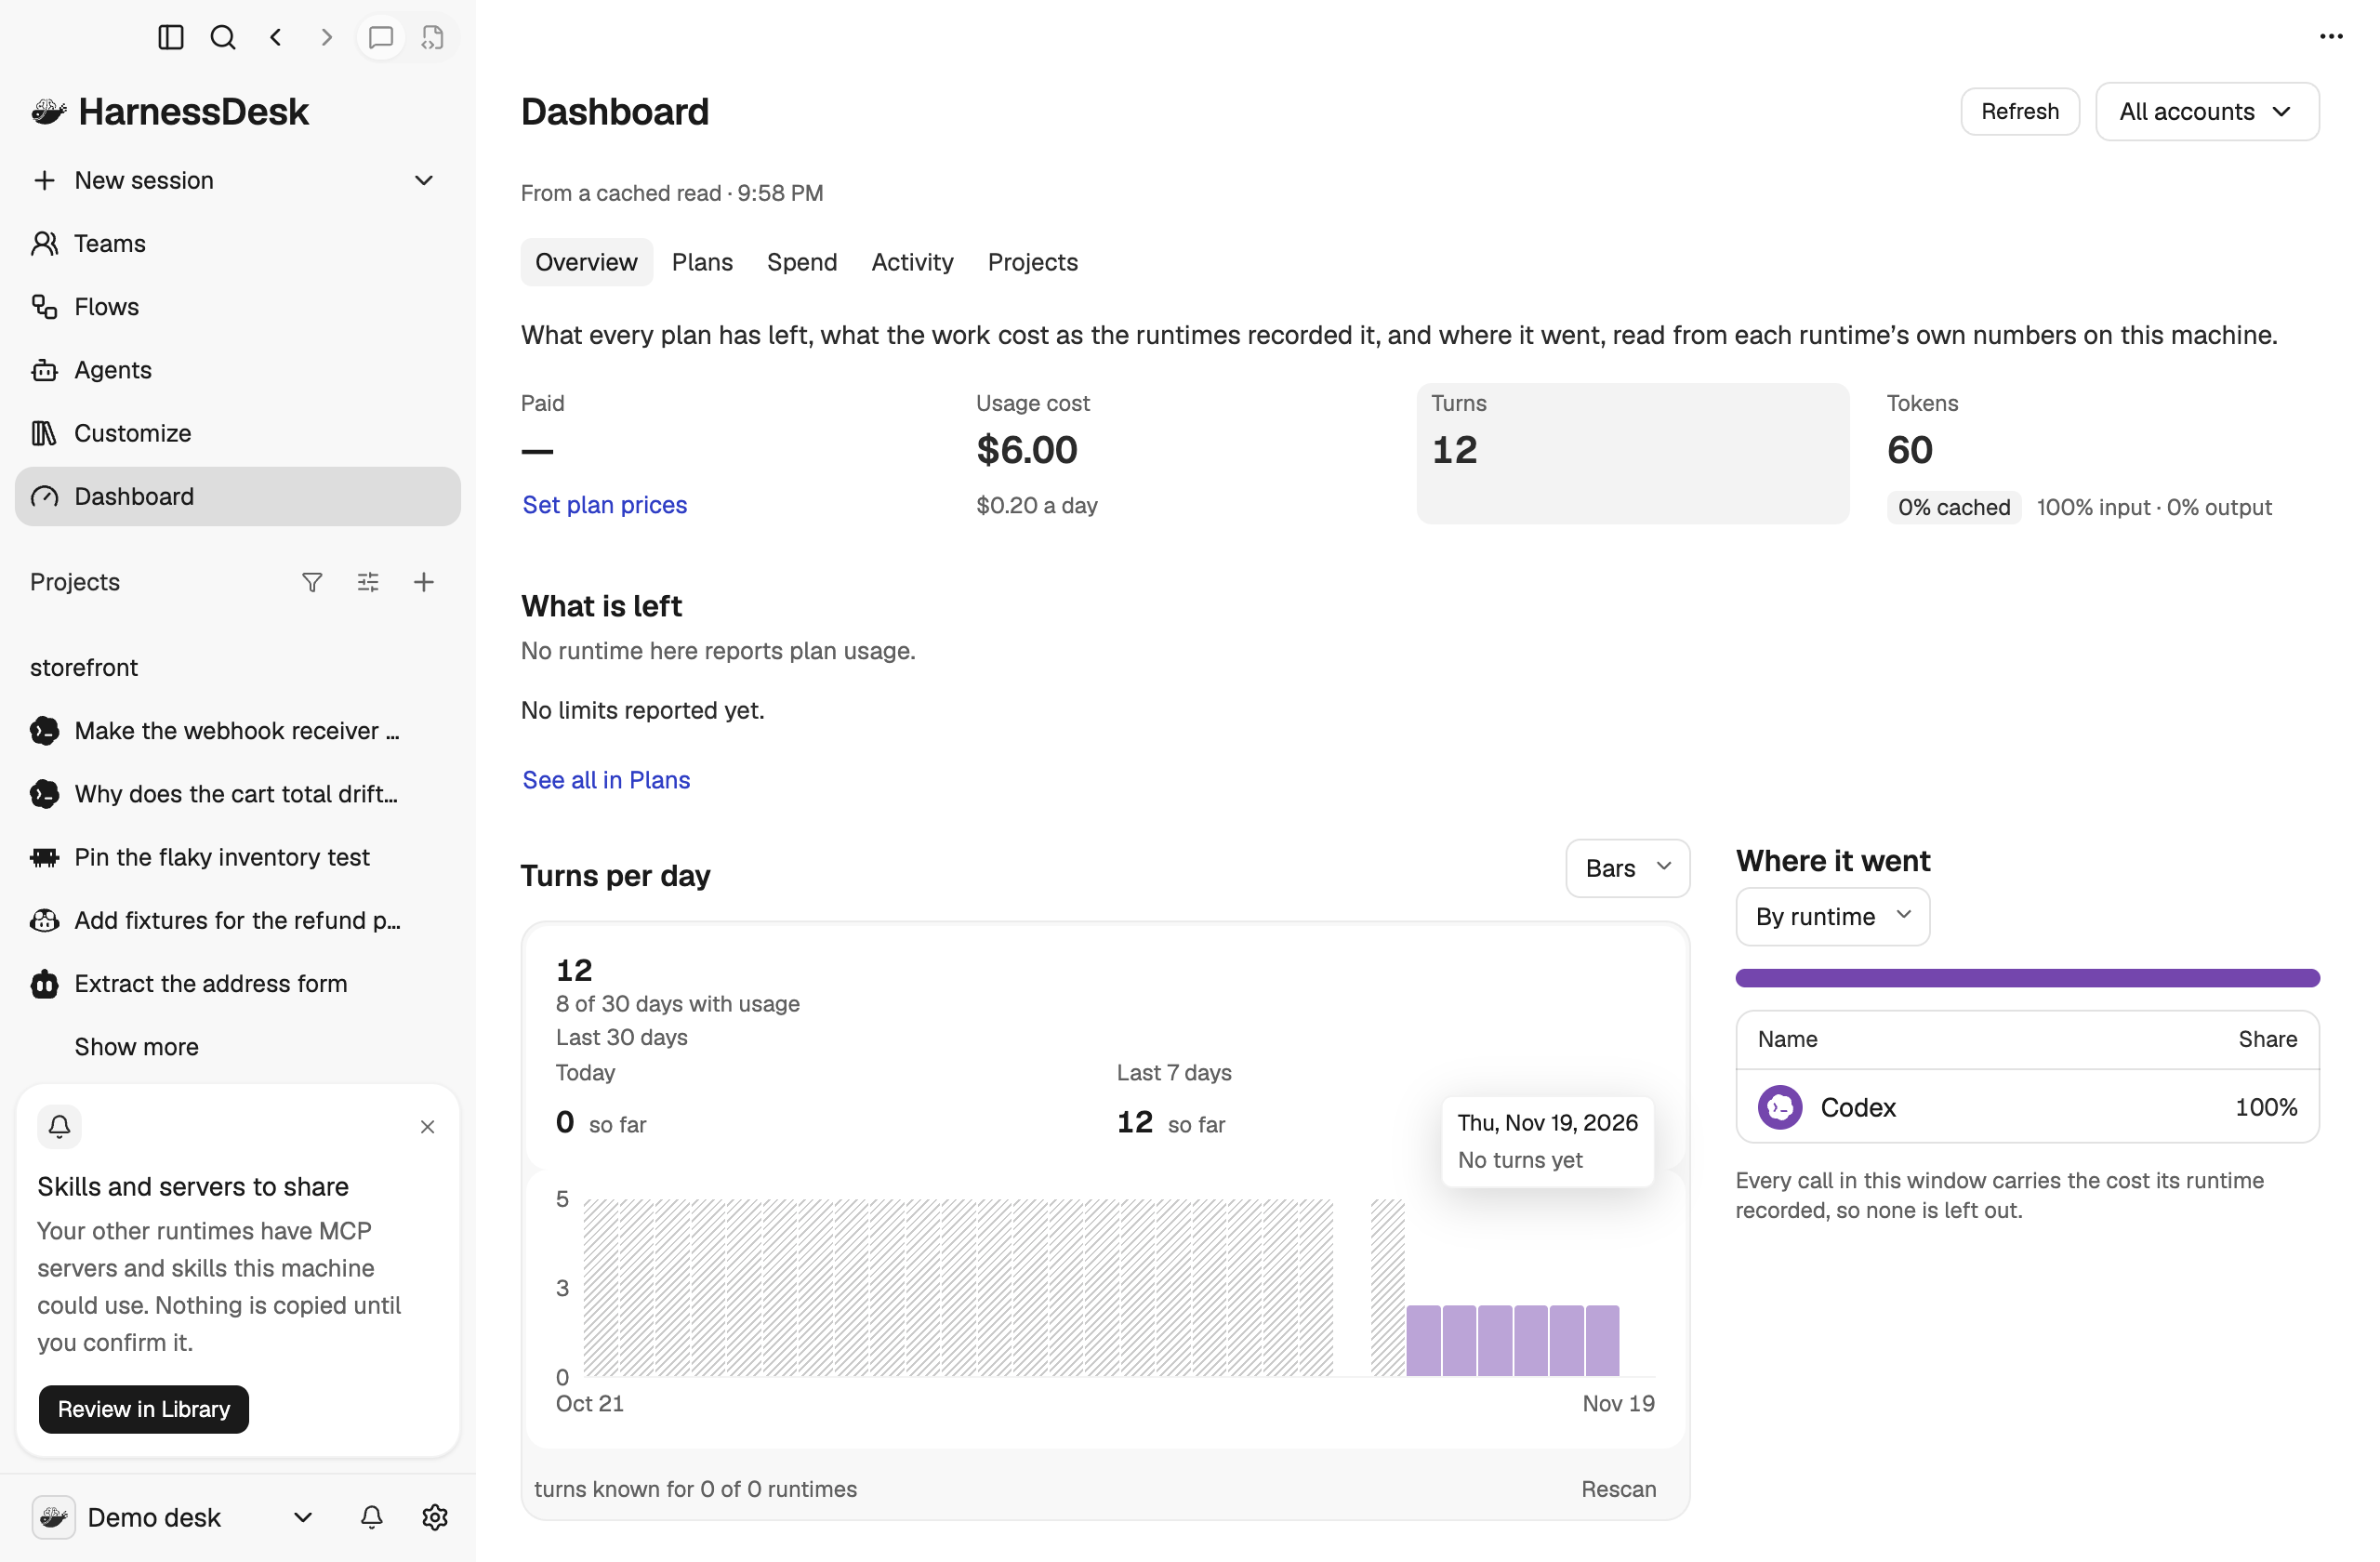 HarnessDesk
New session
Teams
Flows
Agents
Customize
Dashboard
Projects
storefront
Make the webhook receiver ...
Why does the cart total drift...
Pin the flaky inventory test
Add fixtures for the refund p...
Extract the address form
Show more
Skills and servers to share
Your other runtimes have MCP
servers and skills this machine
could use. Nothing is copied until
you confirm it.
Review in Library
Demo desk
Dashboard
Refresh
All accounts
From a cached read · 9:58 PM
Overview
Plans
Spend
Activity
Projects
What every plan has left, what the work cost as the runtimes recorded it, and where it went, read from each runtime’s own numbers on this machine.
Paid
—
Set plan prices
Usage cost
$6.00
$0.20 a day
Turns
12
Tokens
60
0% cached
100% input · 0% output
What is left
No runtime here reports plan usage.
No limits reported yet.
See all in Plans
Turns per day
Bars
12
8 of 30 days with usage
Last 30 days
Today
0 so far
Last 7 days
12 so far
Thu, Nov 19, 2026
No turns yet
5
3
0
Oct 21
Nov 19
turns known for 0 of 0 runtimes
Rescan
Where it went
By runtime
Name
Share
Codex
100%
Every call in this window carries the cost its runtime
recorded, so none is left out.